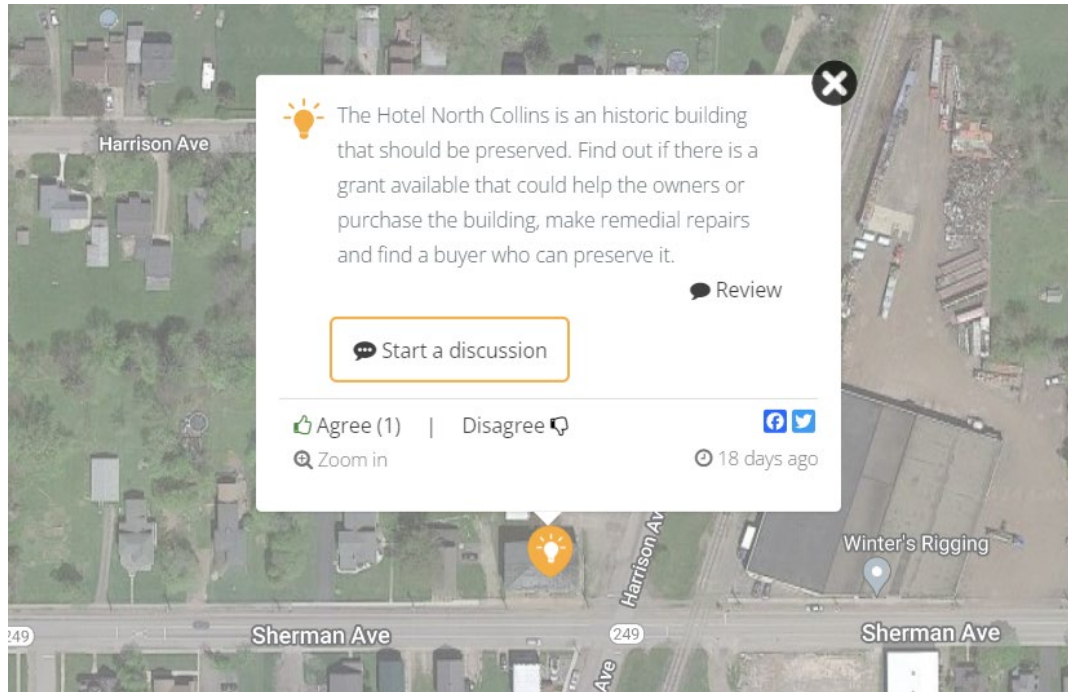 Harrison Ave
The Hotel North Collins is an historic building
that should be preserved. Find out if there is a
grant available that could help the owners or
purchase the building, make remedial repairs
and find a buyer who can preserve it.
Review
Start a discussion
Agree (1) | Disagree
Zoom in
18 days ago
Harrison Av
Winter's Rigging
249
Sherman Ave
249
Sherman Ave
Ave